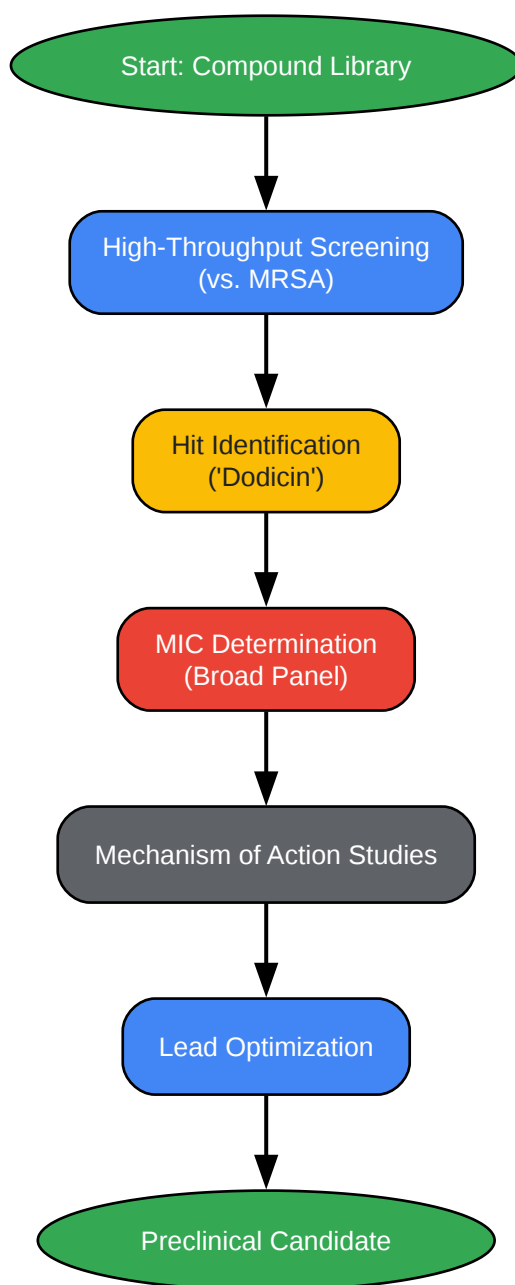 Start: Compound Library
High-Throughput Screening
(vs. MRSA)
Hit Identification
('Dodicin')
MIC Determination
(Broad Panel)
Mechanism of Action Studies
Lead Optimization
Preclinical Candidate